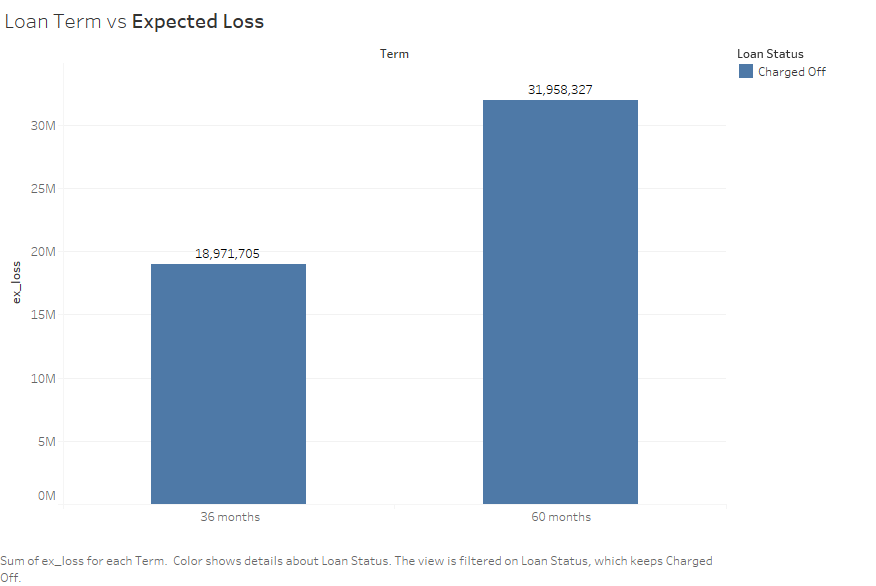 Loan Term vs Expected Loss
Term
Loan Status
Charged Off
31,958,327
30M
25M
18,971,705
20M
ex_loss
15M
10M
5M
0M
36 months
60 months
Sum of ex_loss for each Term. Color shows details about Loan Status. The view is filtered on Loan Status, which keeps Charged
Off.